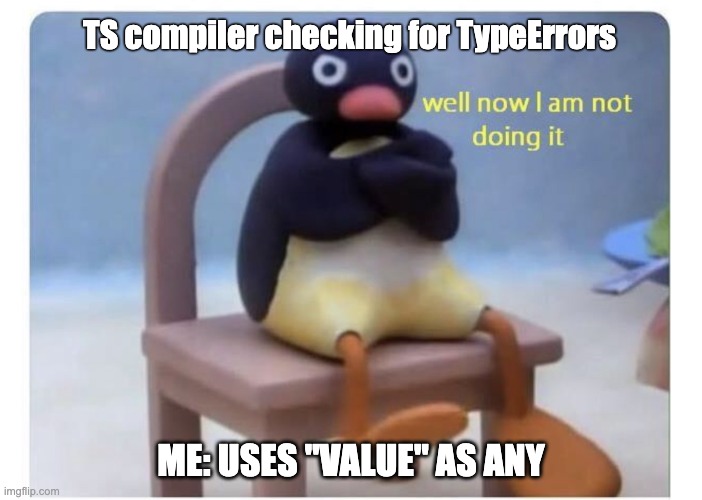 TS compiler checking for TypeErrors
well now I am not
doing it
ME: USES "VALUE" AS ANY
imgflip.com